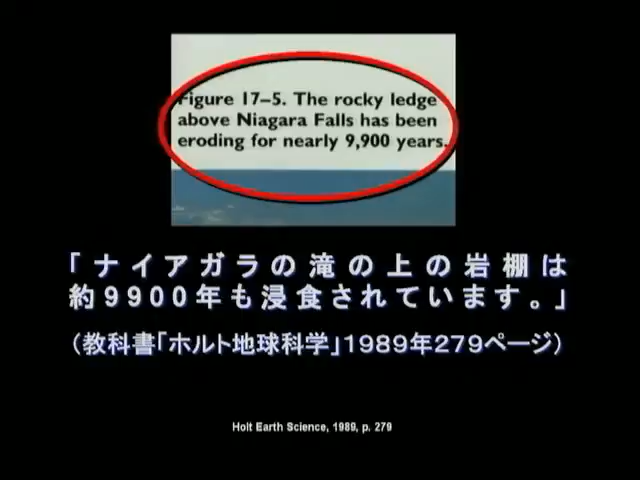 Figure 17–5. The rocky ledge
above Niagara Falls has been
eroding for nearly 9,900 years.
「ナイアガラの滝の上の岩棚は
約9900年も浸食されています。」
（教科書「ホルト地球科学」1989年279ページ）
Holt Earth Science, 1989, p. 279